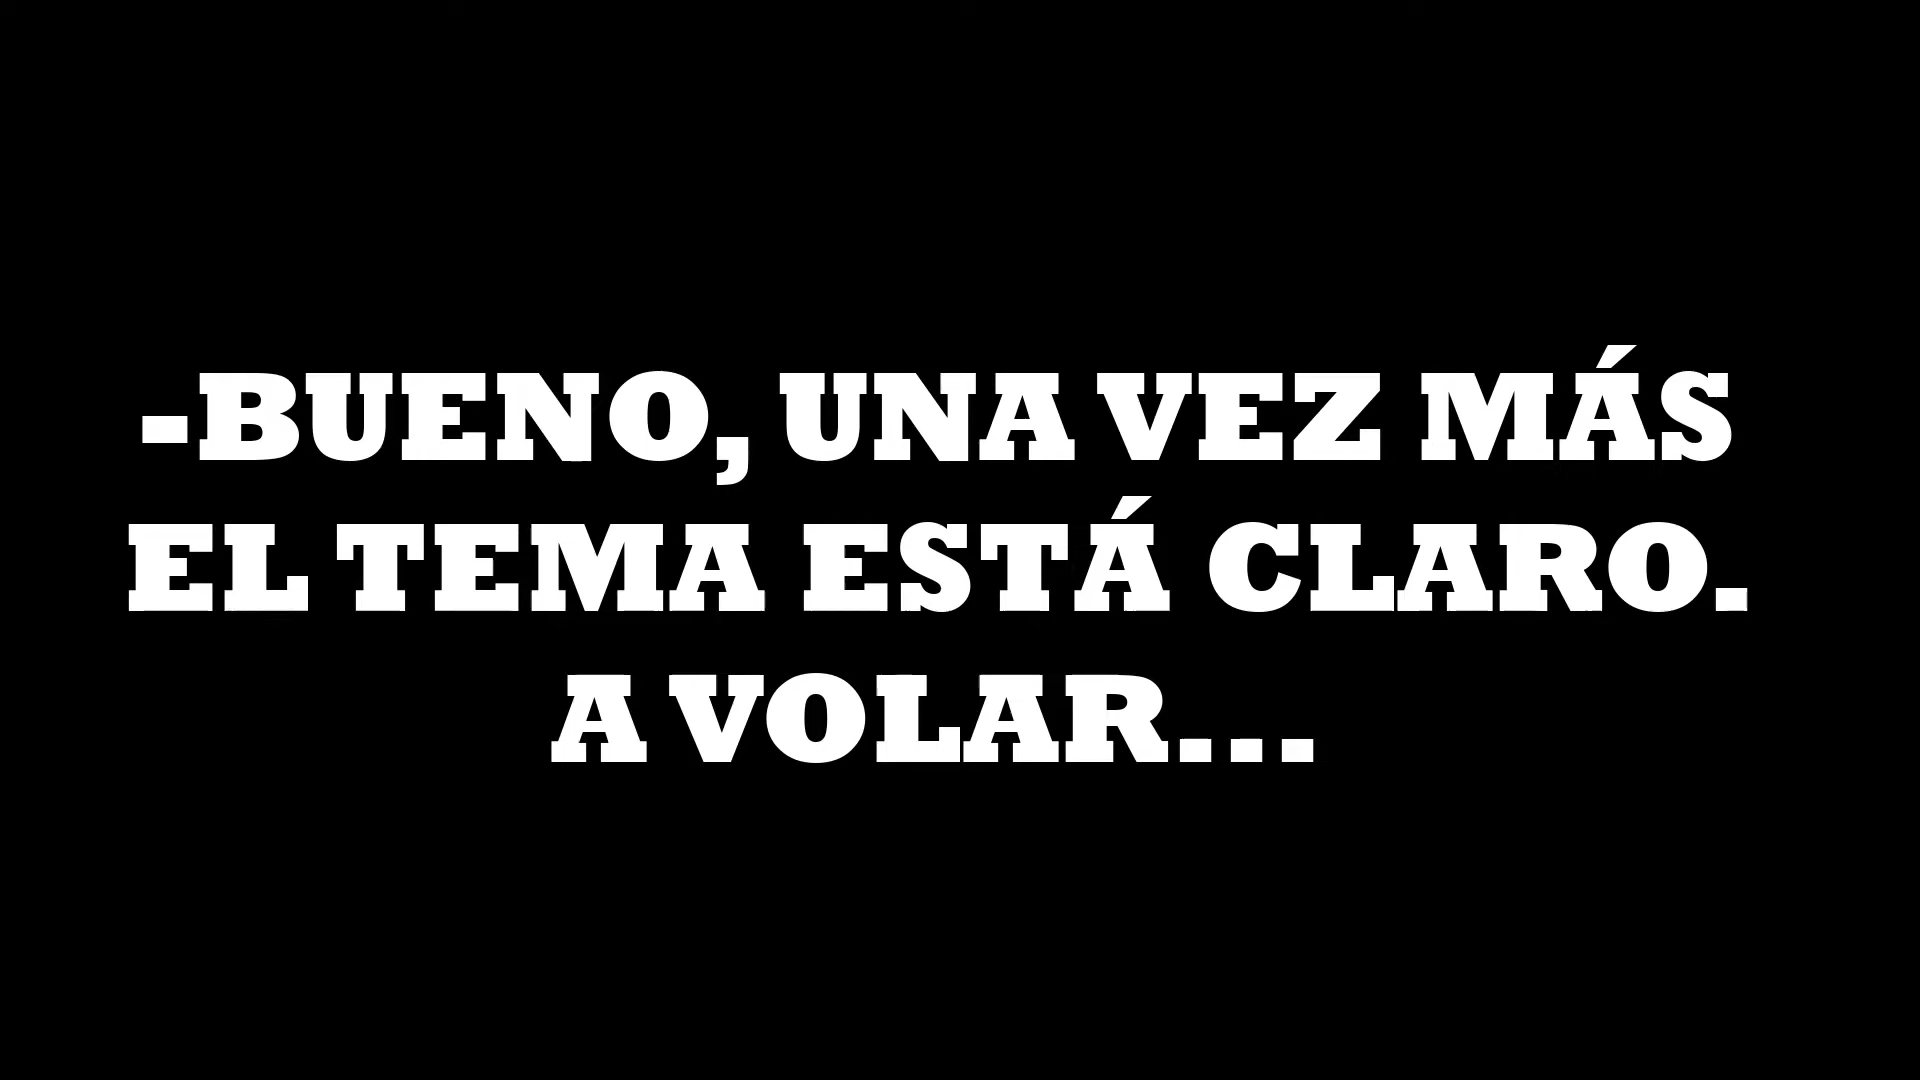 -BUENO, UNA VEZ MÁS
EL TEMA ESTÁ CLARO.
A VOLAR...